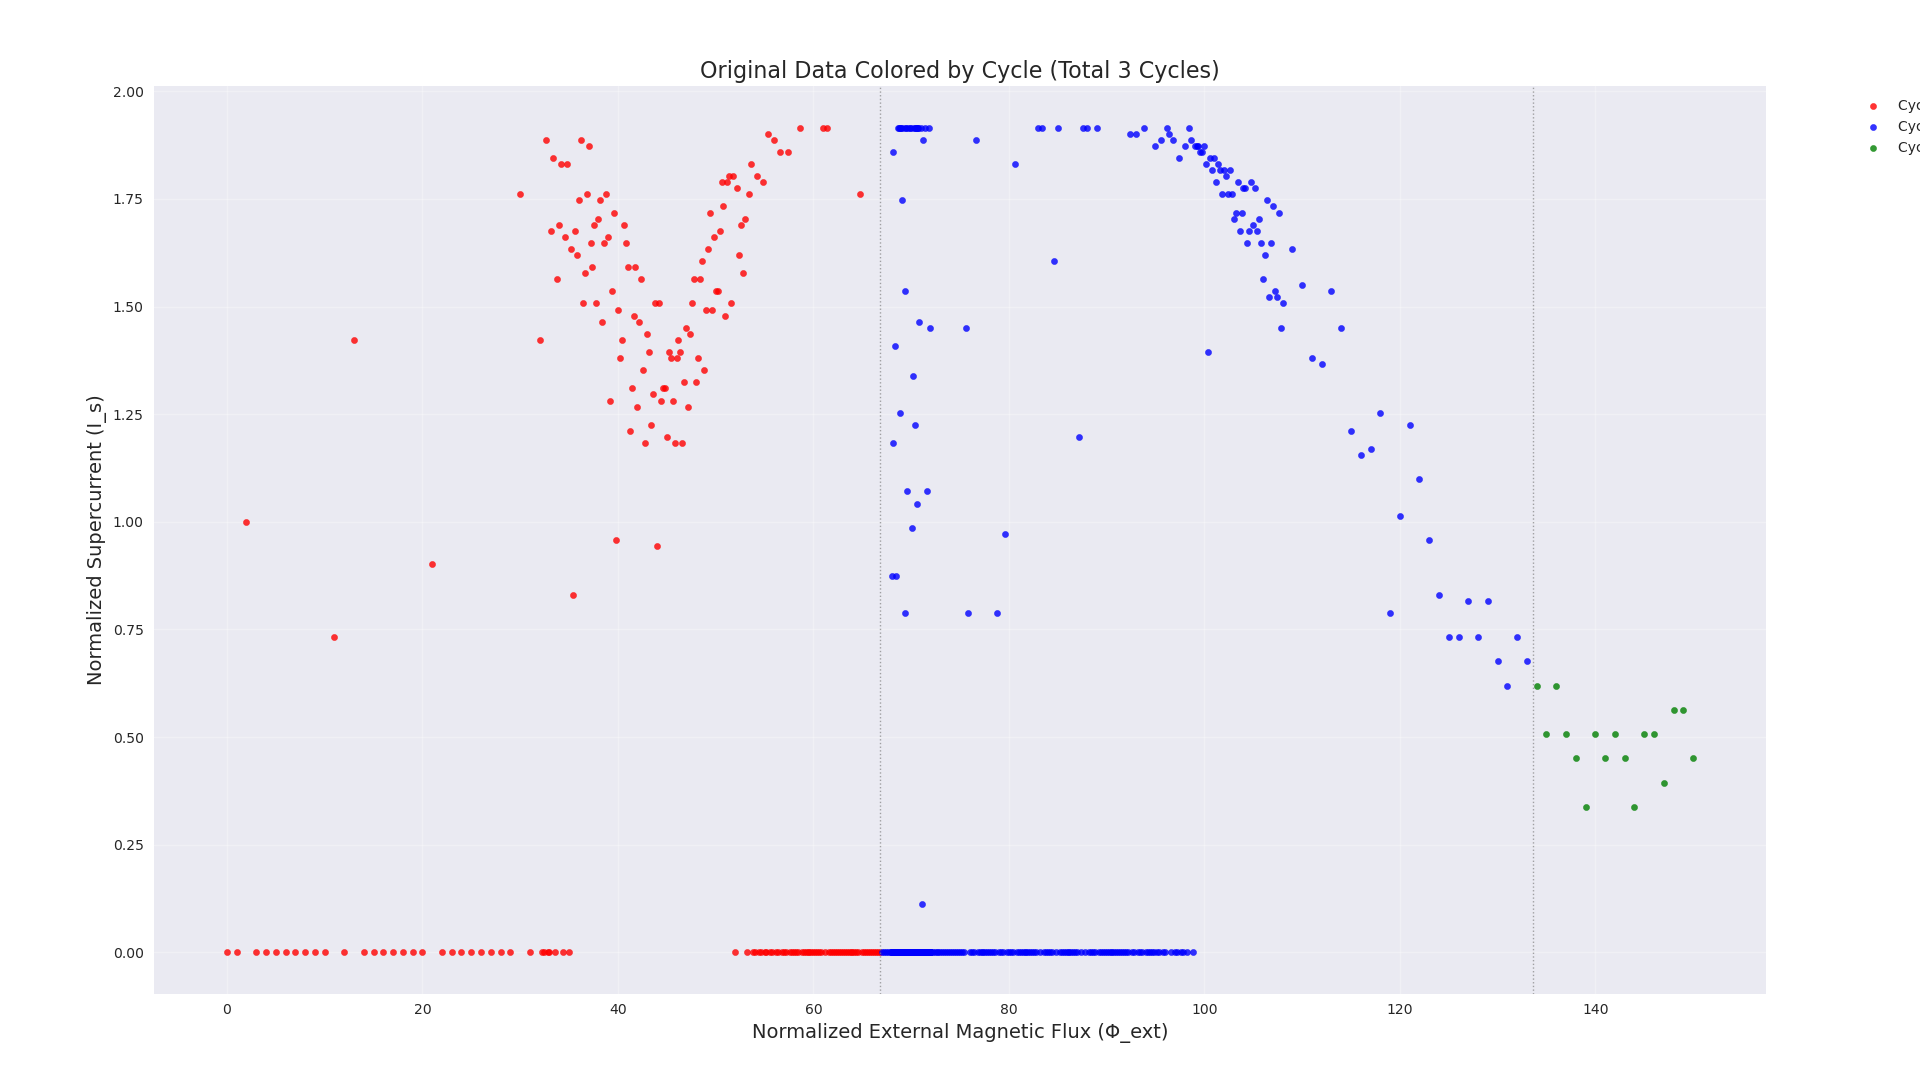 Original Data Colored by Cycle (Total 3 Cycles)
2.00
1.75
1.50
1.25
1.00
0.75
0.50
0.25
0.00
Normalized Supercurrent (I_s)
0 20 40 60 80 100 120 140
Normalized External Magnetic Flux (Φ_ext)
Cyc
Cyc
Cyc